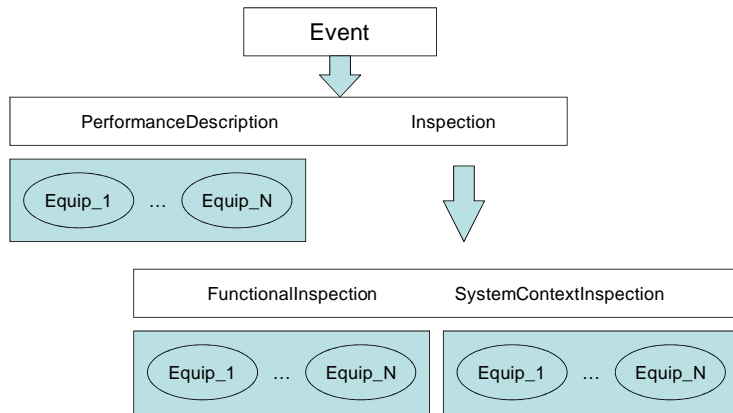 Event
PerformanceDescription Inspection
Equip_1 ... Equip_N
FunctionalInspection SystemContextInspection
Equip_1 ... Equip_N Equip_1 ... Equip_N